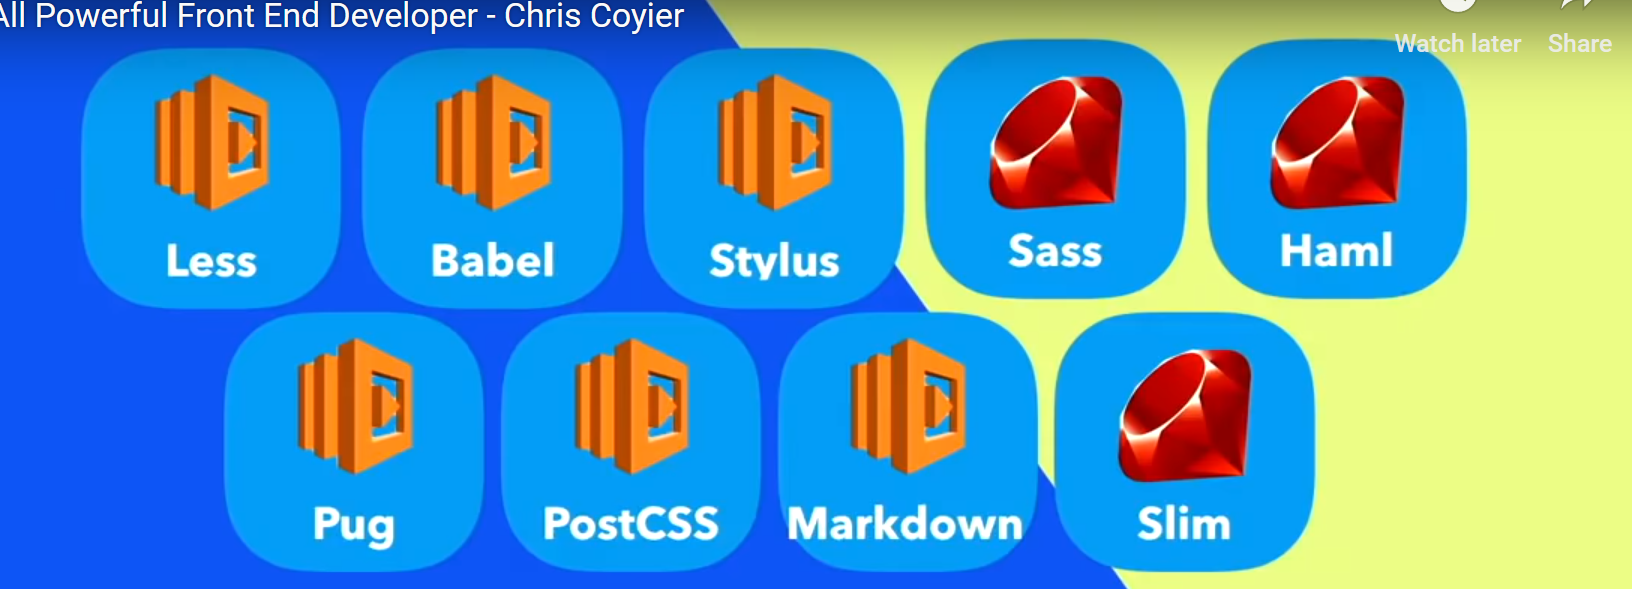 All Powerful Front End Developer - Chris Coyier
Watch later Share
Less Babel Stylus Sass Haml
Pug PostCSS Markdown Slim